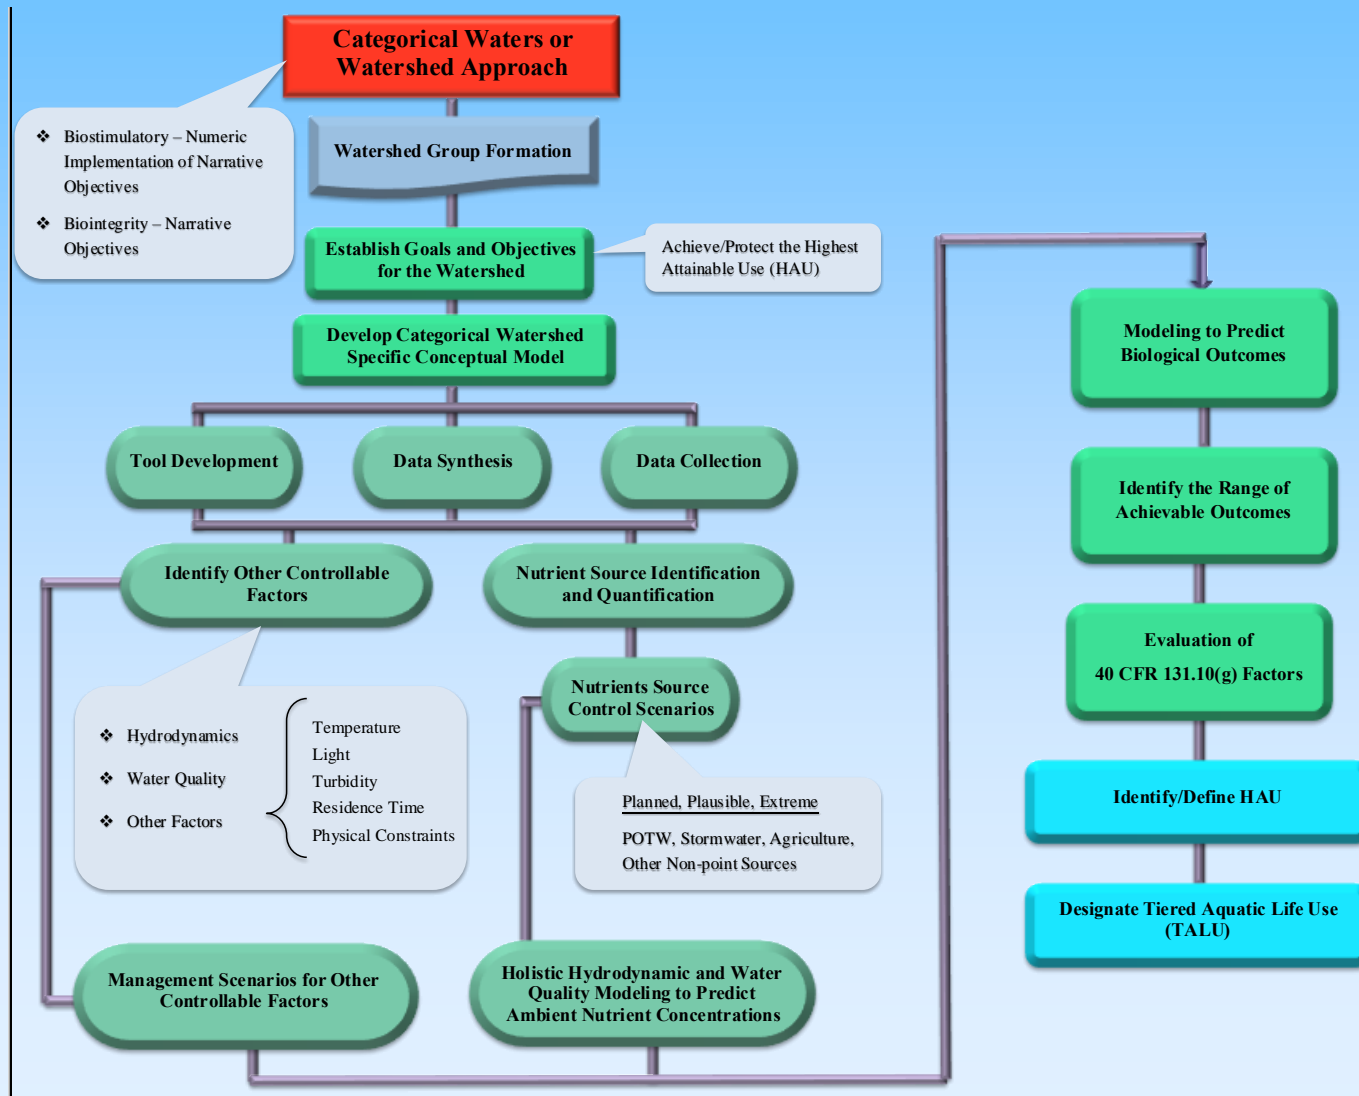 Categorical Waters or
Watershed Approach
❖ Biostimulatory – Numeric
Implementation of Narrative
Objectives
❖ Biointegrity – Narrative
Objectives
Watershed Group Formation
Establish Goals and Objectives
for the Watershed
Achieve/Protect the Highest
Attainable Use (HAU)
Develop Categorical Watershed
Specific Conceptual Model
Tool Development
Data Synthesis
Data Collection
Identify Other Controllable
Factors
Nutrient Source Identification
and Quantification
❖ Hydrodynamics
❖ Water Quality
❖ Other Factors
Temperature
Light
Turbidity
Residence Time
Physical Constraints
Nutrients Source
Control Scenarios
Planned, Plausible, Extreme
POTW, Stormwater, Agriculture,
Other Non-point Sources
Management Scenarios for Other
Controllable Factors
Holistic Hydrodynamic and Water
Quality Modeling to Predict
Ambient Nutrient Concentrations
Modeling to Predict
Biological Outcomes
Identify the Range of
Achievable Outcomes
Evaluation of
40 CFR 131.10(g) Factors
Identify/Define HAU
Designate Tiered Aquatic Life Use
(TALU)